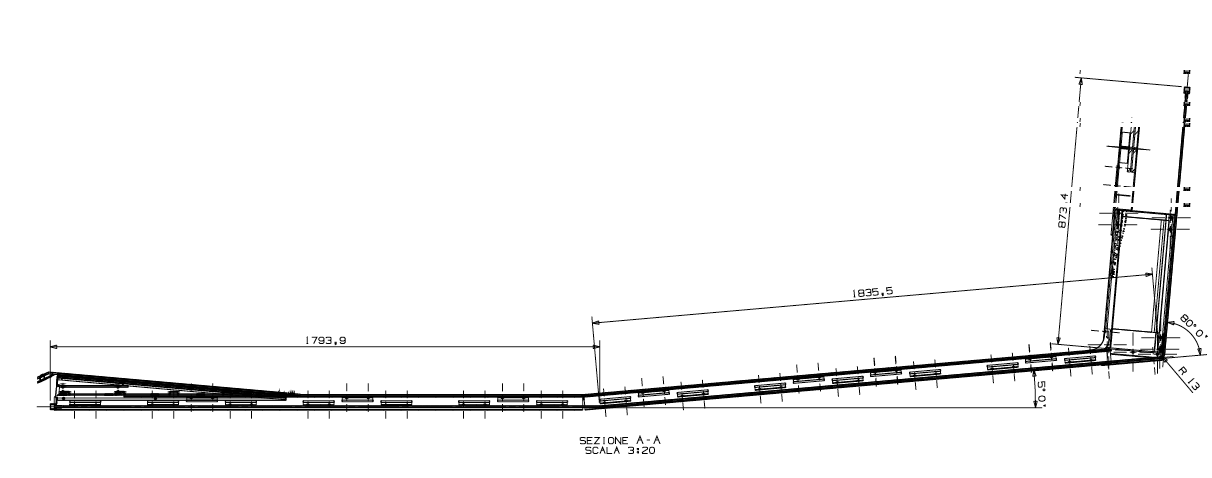 873.4
1835.5
80°0'
1793.9
R 13
5°0'
SEZIONE A-A
SCALA 3:20